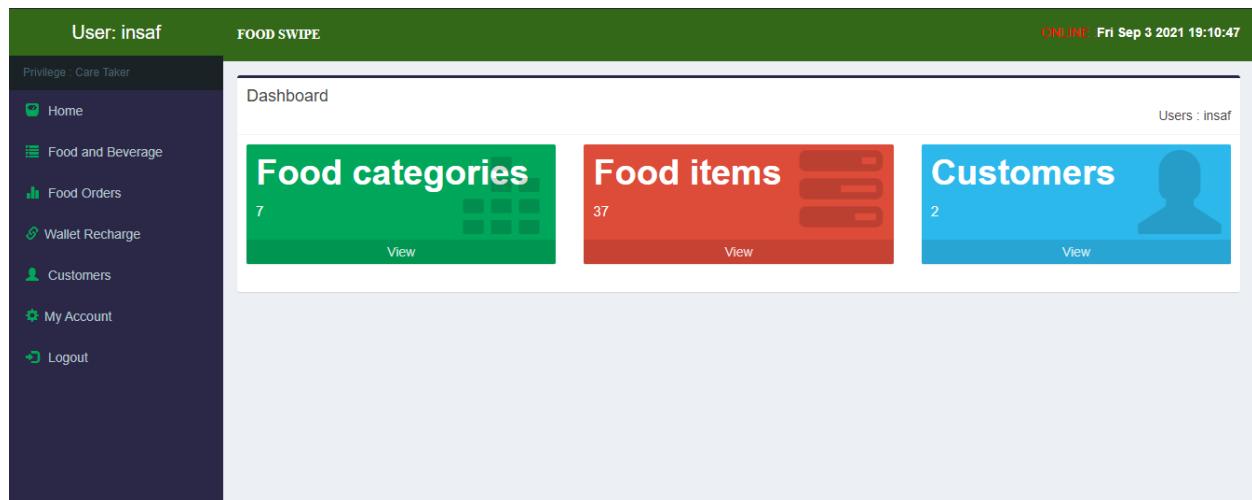 User: insaf
FOOD SWIPE
ONLINE :Fri Sep 3 2021 19:10:47
Privilege : Care Taker
Home
Food and Beverage
Food Orders
Wallet Recharge
Customers
My Account
Logout
Dashboard
Users : insaf
Food categories
7
View
Food items
37
View
Customers
2
View